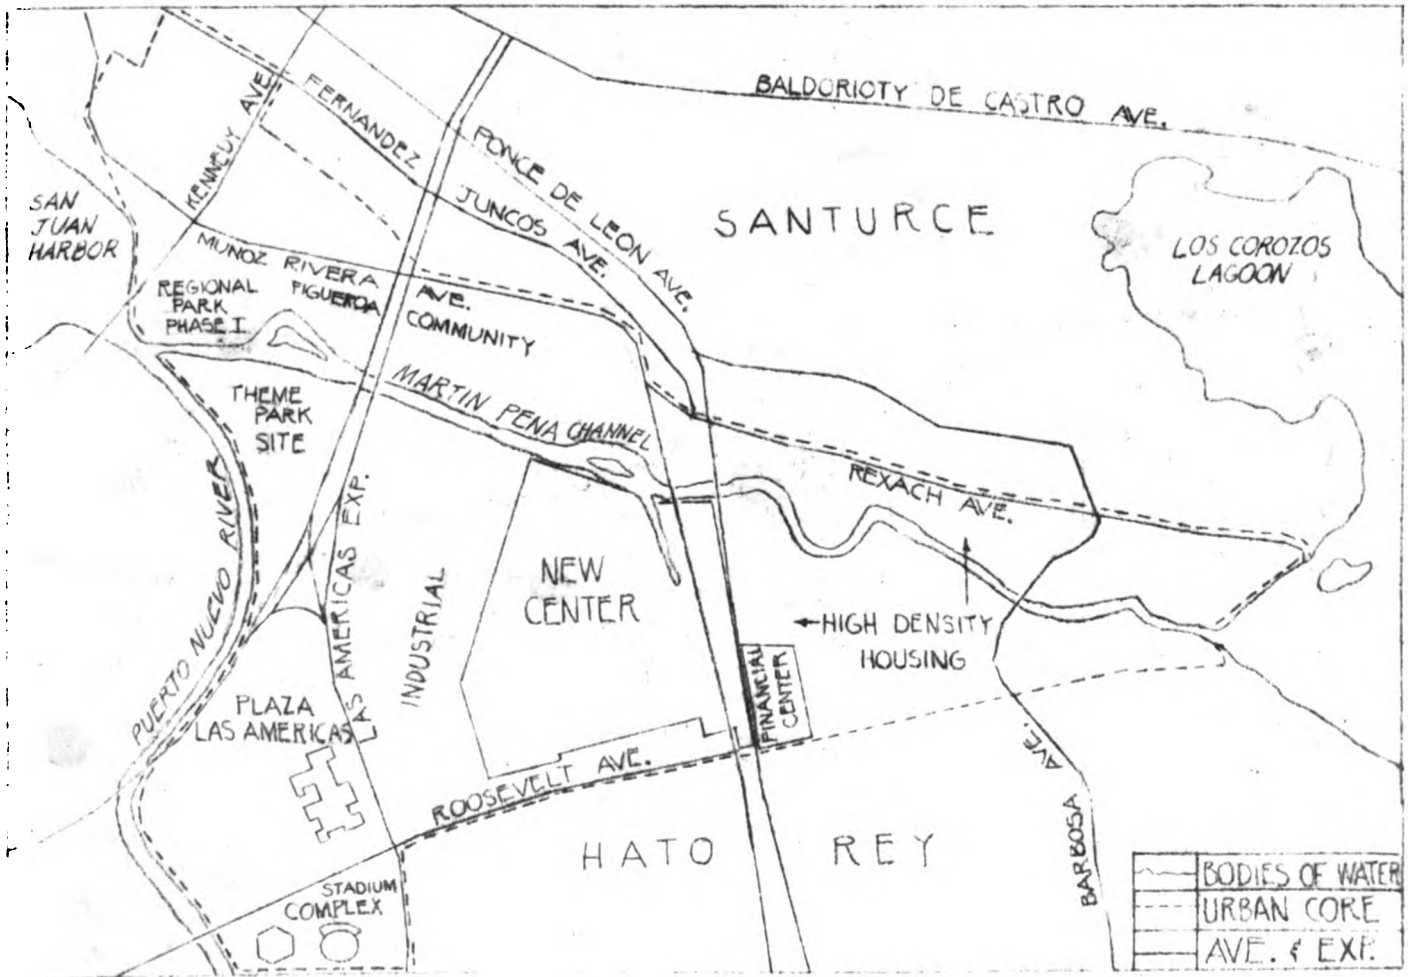 BALDORIOTY DE CASTRO AVE.
KENNEDY AVE
FERNANDEZ
JUNCOS AVE.
PONCE DE LEON AVE.
SAN
JUAN
HARBOR
SANTURCE
LOS COROZOS
LAGOON
MUNOZ RIVERA
AVE.
REGIONAL
PARK
PHASE I
FIGUEROA
COMMUNITY
THEME
PARK
SITE
MARTIN PENA CHANNEL
REXACH AVE.
PUERTO NUEVO RIVER
LAS AMERICAS EXP.
INDUSTRIAL
NEW
CENTER
HIGH DENSITY
HOUSING
FINANCIAL
CENTER
PLAZA
LAS AMERICAS
ROOSEVELT AVE.
BARBOSA AVE.
HATO REY
STADIUM
COMPLEX
BODIES OF WATER
URBAN CORE
AVE. & EXP.